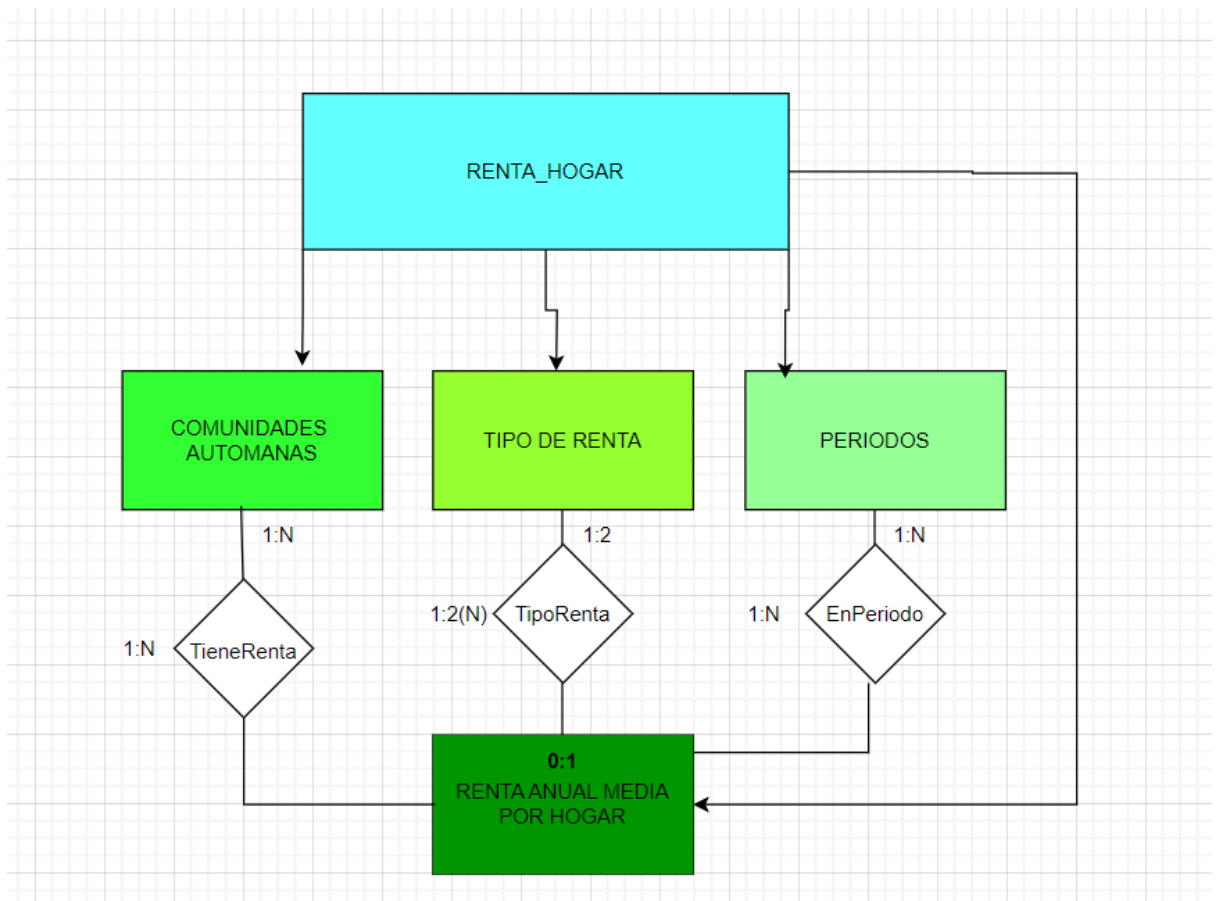 RENTA_HOGAR
COMUNIDADES
AUTOMANAS
TIPO DE RENTA
PERIODOS
1:N
1:2
1:N
1:N
TieneRenta
1:2(N)
TipoRenta
1:N
EnPeriodo
0:1
RENTA ANUAL MEDIA
POR HOGAR